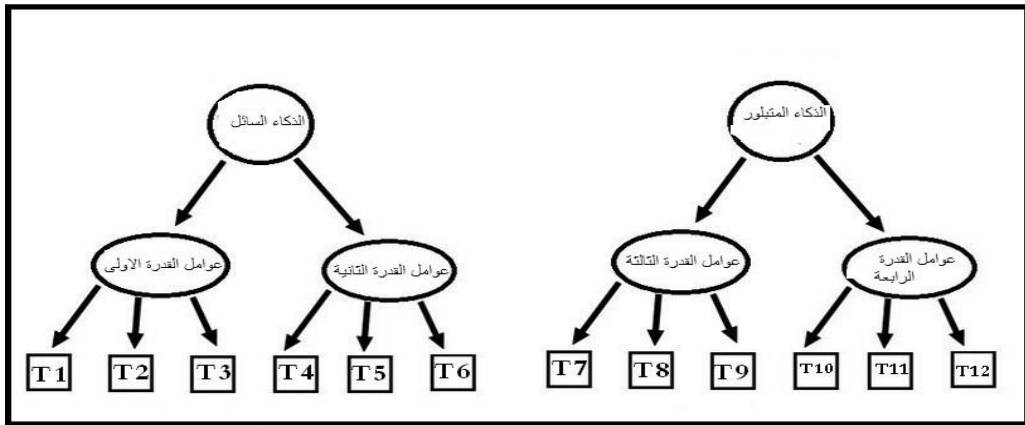 الذكاء السائل
الذكاء المتبلور
عوامل القدرة الاولى
عوامل القدرة الثانية
عوامل القدرة الثالثة
عوامل القدرة
الرابعة
T1
T2
T3
T4
T5
T6
T7
T8
T9
T10
T11
T12